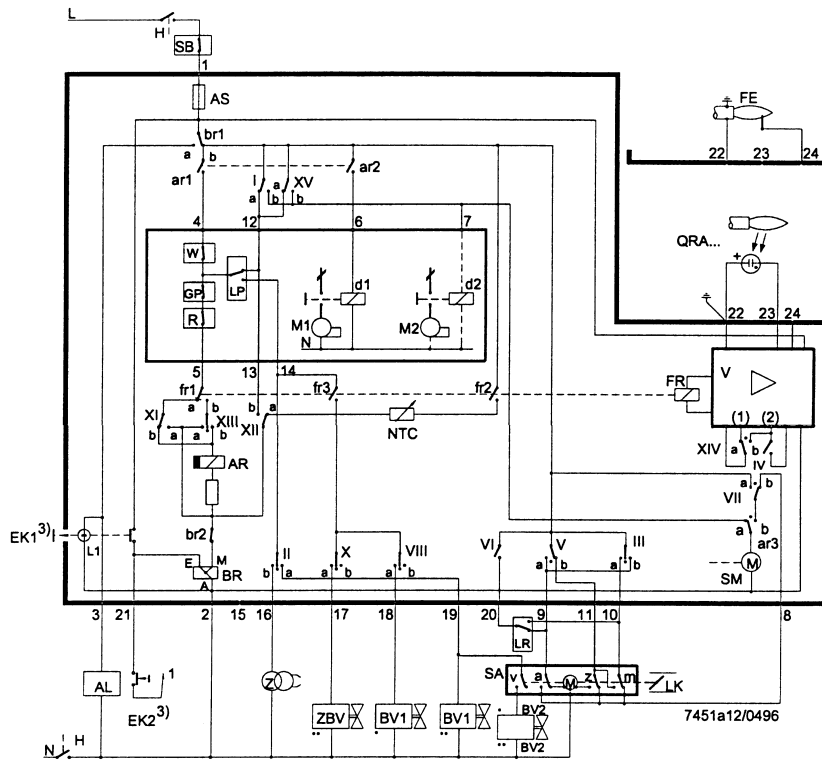 L
H
SB
1
AS
FE
br1
a b
22 23 24
ar1
ar2
I
a XV
a b b
4 12 6 7
QRA...
+
W
LP
d1
d2
GP
M1
M2
R
N
22 23 24
V
5 13 14
FR
fr1
fr3
fr2
a
b a
XI
XIII
XII
b a a b
NTC
(1) (2)
XIV a b
IV
AR
a b
VII
EK1 3)
L1
br2
a b
ar3
E M
BR
A
II
X
VIII
VI
V
III
M
SM
b a a b a b
a b a b
3 21 2 15 16 17 18 19 20 9 11 10 8
LR
AL
1
EK2 3)
Z
SA
v a M z m
LK
ZBV
BV1
BV1
BV2
BV2
7451a12/0496
N H